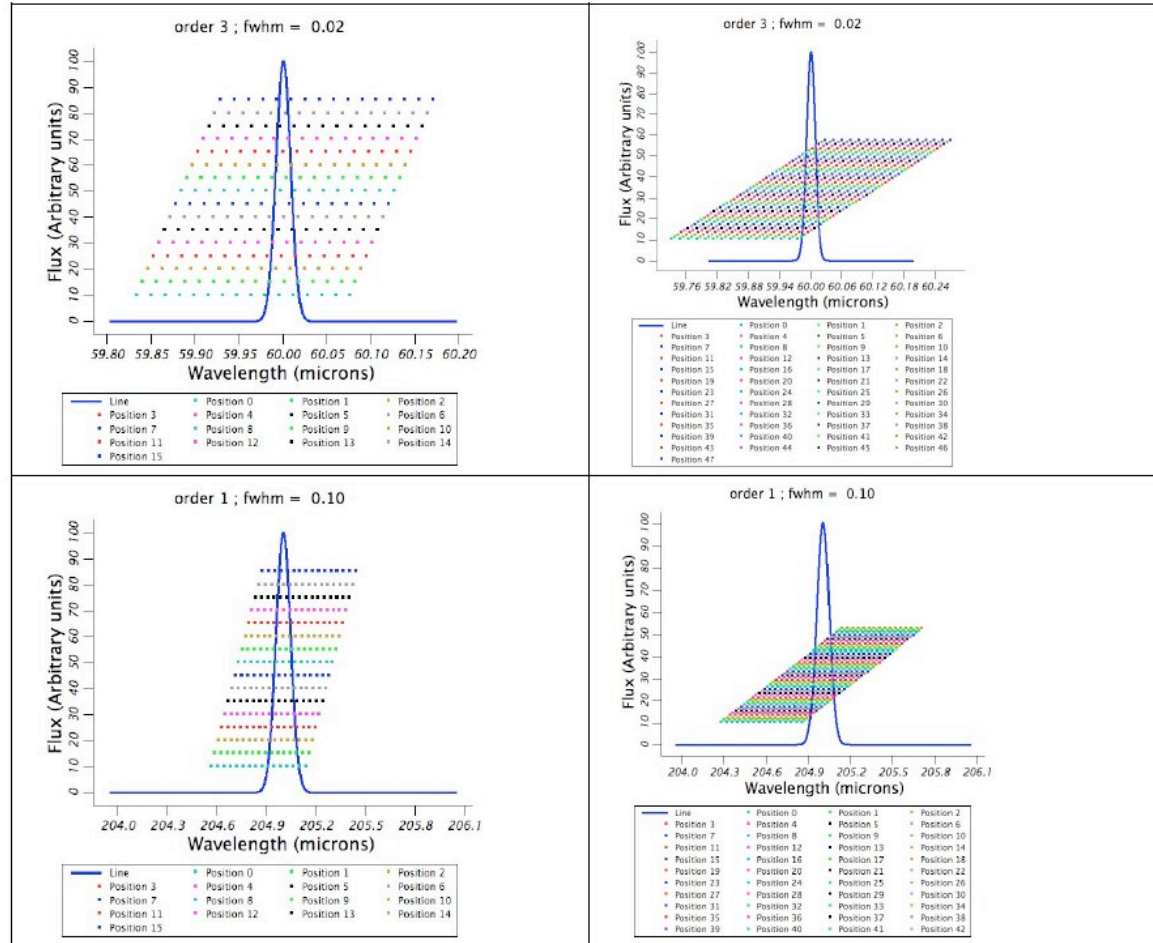 order 3 ; fwhm = 0.02
Flux (Arbitrary units)
0 10 20 30 40 50 60 70 80 90 100
59.80 59.85 59.90 59.95 60.00 60.05 60.10 60.15 60.20
Wavelength (microns)
Line Position 0 Position 1 Position 2
Position 3 Position 4 Position 5 Position 6
Position 7 Position 8 Position 9 Position 10
Position 11 Position 12 Position 13 Position 14
Position 15
order 3 ; fwhm = 0.02
Flux (Arbitrary units)
0 10 20 30 40 50 60 70 80 90 100
59.76 59.82 59.88 59.94 60.00 60.06 60.12 60.18 60.24
Wavelength (microns)
Line Position 0 Position 1 Position 2
Position 3 Position 4 Position 5 Position 6
Position 7 Position 8 Position 9 Position 10
Position 11 Position 12 Position 13 Position 14
Position 15 Position 16 Position 17 Position 18
Position 19 Position 20 Position 21 Position 22
Position 23 Position 24 Position 25 Position 26
Position 27 Position 28 Position 29 Position 30
Position 31 Position 32 Position 33 Position 34
Position 35 Position 36 Position 37 Position 38
Position 39 Position 40 Position 41 Position 42
Position 43 Position 44 Position 45 Position 46
Position 47
order 1 ; fwhm = 0.10
Flux (Arbitrary units)
0 10 20 30 40 50 60 70 80 90 100
204.0 204.3 204.6 204.9 205.2 205.5 205.8 206.1
Wavelength (microns)
Line Position 0 Position 1 Position 2
Position 3 Position 4 Position 5 Position 6
Position 7 Position 8 Position 9 Position 10
Position 11 Position 12 Position 13 Position 14
Position 15
order 1 ; fwhm = 0.10
Flux (Arbitrary units)
0 10 20 30 40 50 60 70 80 90 100
204.0 204.3 204.6 204.9 205.2 205.5 205.8 206.1
Wavelength (microns)
Line Position 0 Position 1 Position 2
Position 3 Position 4 Position 5 Position 6
Position 7 Position 8 Position 9 Position 10
Position 11 Position 12 Position 13 Position 14
Position 15 Position 16 Position 17 Position 18
Position 19 Position 20 Position 21 Position 22
Position 23 Position 24 Position 25 Position 26
Position 27 Position 28 Position 29 Position 30
Position 31 Position 32 Position 33 Position 34
Position 35 Position 36 Position 37 Position 38
Position 39 Position 40 Position 41 Position 42